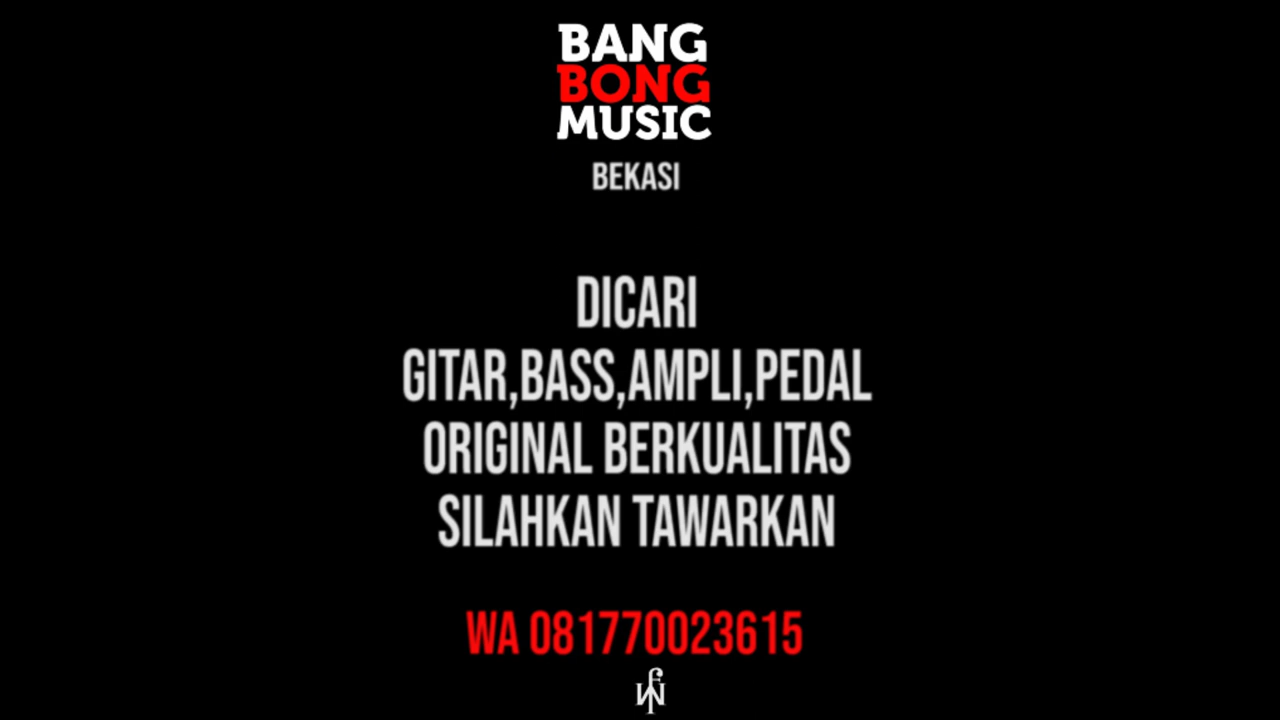 BANG
BONG
MUSIC
BEKASI
DICARI
GITAR,BASS,AMPLI,PEDAL
ORIGINAL BERKUALITAS
SILAHKAN TAWARKAN
WA 081770023615